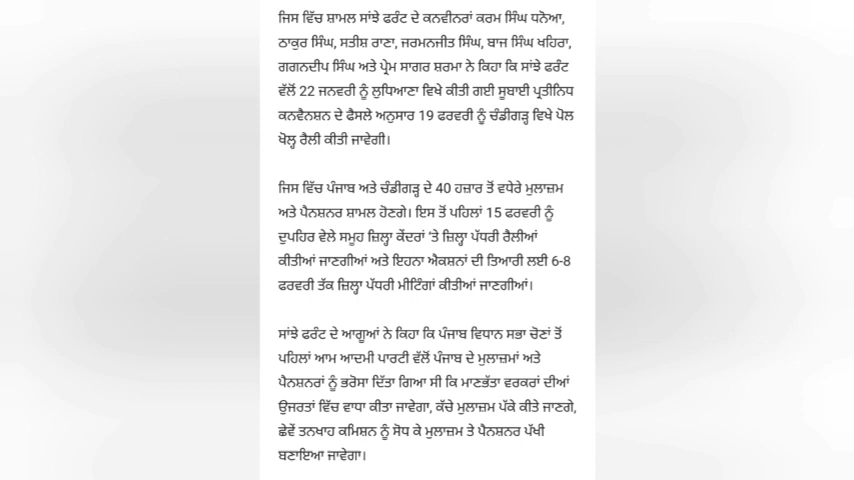 ਜਿਸ ਵਿੱਚ ਸ਼ਾਮਲ ਸਾਂਝੇ ਫਰੰਟ ਦੇ ਕਨਵੀਨਰਾਂ ਕਰਮ ਸਿੰਘ ਧਨੋਆ,
ਠਾਕੁਰ ਸਿੰਘ, ਸਤੀਸ਼ ਰਾਣਾ, ਜਰਮਨਜੀਤ ਸਿੰਘ, ਬਾਜ ਸਿੰਘ ਖਹਿਰਾ,
ਗਗਨਦੀਪ ਸਿੰਘ ਅਤੇ ਪ੍ਰੇਮ ਸਾਗਰ ਸ਼ਰਮਾ ਨੇ ਕਿਹਾ ਕਿ ਸਾਂਝੇ ਫਰੰਟ
ਵੱਲੋਂ 22 ਜਨਵਰੀ ਨੂੰ ਲੁਧਿਆਣਾ ਵਿਖੇ ਕੀਤੀ ਗਈ ਸੂਬਾਈ ਪ੍ਰਤੀਨਿਧ
ਕਨਵੈਨਸ਼ਨ ਦੇ ਫੈਸਲੇ ਅਨੁਸਾਰ 19 ਫਰਵਰੀ ਨੂੰ ਚੰਡੀਗੜ੍ਹ ਵਿਖੇ ਪੋਲ
ਖੋਲ੍ਹ ਰੈਲੀ ਕੀਤੀ ਜਾਵੇਗੀ।
ਜਿਸ ਵਿੱਚ ਪੰਜਾਬ ਅਤੇ ਚੰਡੀਗੜ੍ਹ ਦੇ 40 ਹਜ਼ਾਰ ਤੋਂ ਵਧੇਰੇ ਮੁਲਾਜ਼ਮ
ਅਤੇ ਪੈਨਸ਼ਨਰ ਸ਼ਾਮਲ ਹੋਣਗੇ। ਇਸ ਤੋਂ ਪਹਿਲਾਂ 15 ਫਰਵਰੀ ਨੂੰ
ਦੁਪਹਿਰ ਵੇਲੇ ਸਮੂਹ ਜ਼ਿਲ੍ਹਾ ਕੇਂਦਰਾਂ 'ਤੇ ਜ਼ਿਲ੍ਹਾ ਪੱਧਰੀ ਰੈਲੀਆਂ
ਕੀਤੀਆਂ ਜਾਣਗੀਆਂ ਅਤੇ ਇਹਨਾ ਐਕਸ਼ਨਾਂ ਦੀ ਤਿਆਰੀ ਲਈ 6-8
ਫਰਵਰੀ ਤੱਕ ਜ਼ਿਲ੍ਹਾ ਪੱਧਰੀ ਮੀਟਿੰਗਾਂ ਕੀਤੀਆਂ ਜਾਣਗੀਆਂ।
ਸਾਂਝੇ ਫਰੰਟ ਦੇ ਆਗੂਆਂ ਨੇ ਕਿਹਾ ਕਿ ਪੰਜਾਬ ਵਿਧਾਨ ਸਭਾ ਚੋਣਾਂ ਤੋਂ
ਪਹਿਲਾਂ ਆਮ ਆਦਮੀ ਪਾਰਟੀ ਵੱਲੋਂ ਪੰਜਾਬ ਦੇ ਮੁਲਾਜ਼ਮਾਂ ਅਤੇ
ਪੈਨਸ਼ਨਰਾਂ ਨੂੰ ਭਰੋਸਾ ਦਿੱਤਾ ਗਿਆ ਸੀ ਕਿ ਮਾਣਭੱਤਾ ਵਰਕਰਾਂ ਦੀਆਂ
ਉਜਰਤਾਂ ਵਿੱਚ ਵਾਧਾ ਕੀਤਾ ਜਾਵੇਗਾ, ਕੱਚੇ ਮੁਲਾਜ਼ਮ ਪੱਕੇ ਕੀਤੇ ਜਾਣਗੇ,
ਛੇਵੇਂ ਤਨਖਾਹ ਕਮਿਸ਼ਨ ਨੂੰ ਸੋਧ ਕੇ ਮੁਲਾਜ਼ਮ ਤੇ ਪੈਨਸ਼ਨਰ ਪੱਖੀ
ਬਣਾਇਆ ਜਾਵੇਗਾ।